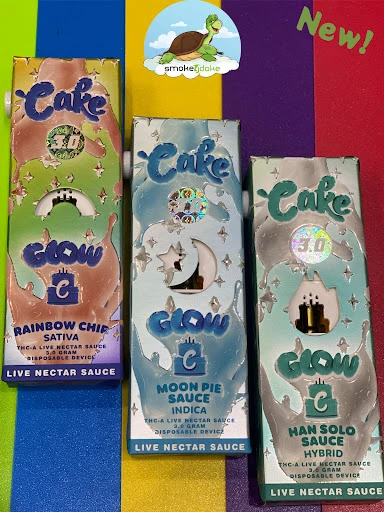 smokeydoke
New!
Cake
3.0
GLOW
C
RAINBOW CHIP
SATIVA
THC-A LIVE NECTAR SAUCE
3.0 GRAM
DISPOSABLE DEVICE
LIVE NECTAR SAUCE
Cake
GLOW
C
MOON PIE
SAUCE
INDICA
THC-A LIVE NECTAR SAUCE
3.0 GRAM
DISPOSABLE DEVICE
LIVE NECTAR SAUCE
Cake
3.0
GLOW
C
HAN SOLO
SAUCE
HYBRID
THC-A LIVE NECTAR SAUCE
3.0 GRAM
DISPOSABLE DEVICE
LIVE NECTAR SAUCE